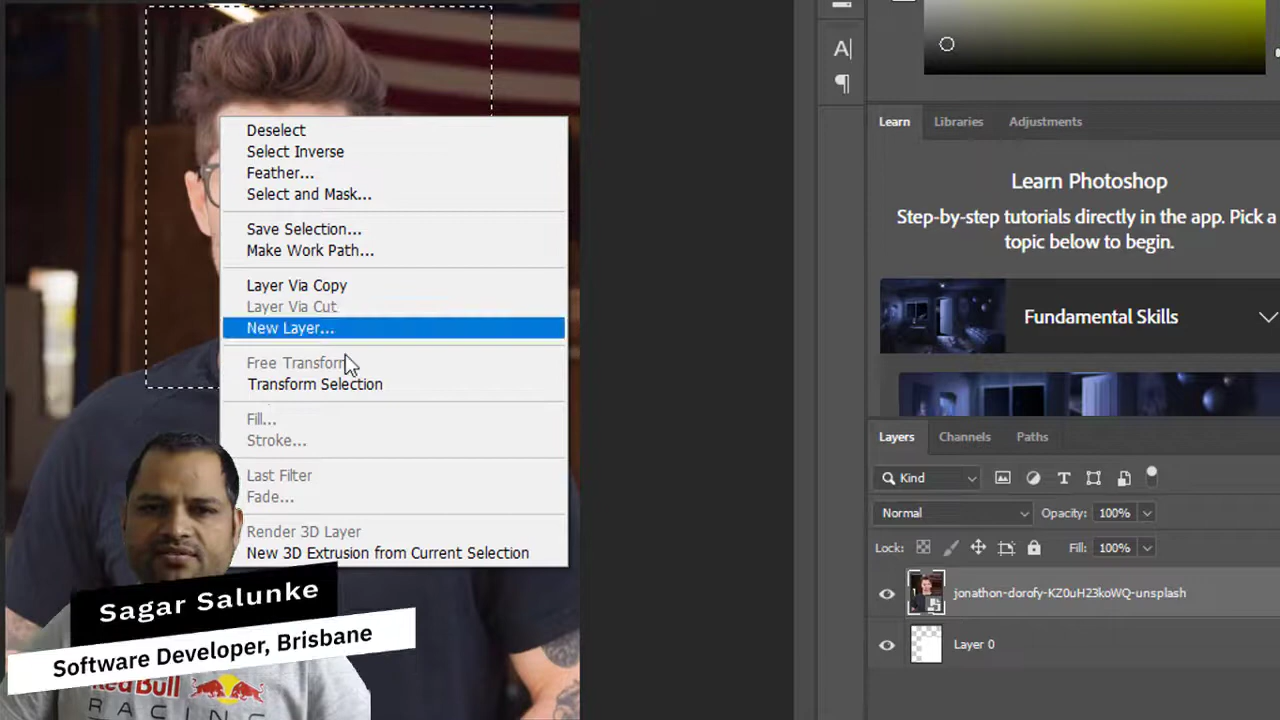 Deselect
Select Inverse
Feather...
Select and Mask...
Save Selection...
Make Work Path...
Layer Via Copy
Layer Via Cut
New Layer...
Free Transform
Transform Selection
Fill...
Stroke...
Last Filter
Fade...
Render 3D Layer
New 3D Extrusion from Current Selection
Sagar Salunke
Software Developer, Brisbane
Red Bull
RACING
A
¶
Learn Libraries Adjustments
Learn Photoshop
Step-by-step tutorials directly in the app. Pick a
topic below to begin.
Fundamental Skills
Layers Channels Paths
Kind T
Normal Opacity: 100%
Lock: Fill: 100%
jonathon-dorofy-KZ0uH23koWQ-unsplash
Layer 0